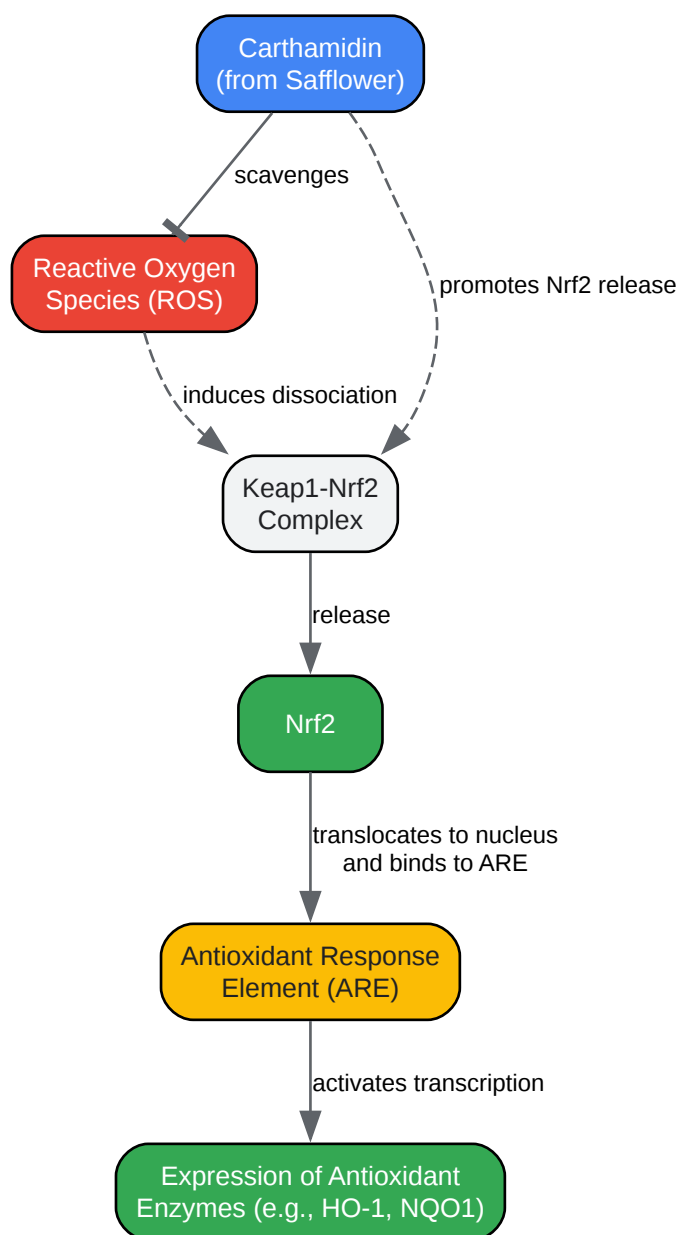 Carthamidin
(from Safflower)
scavenges
Reactive Oxygen
Species (ROS)
promotes Nrf2 release
induces dissociation
Keap1-Nrf2
Complex
release
Nrf2
translocates to nucleus
and binds to ARE
Antioxidant Response
Element (ARE)
activates transcription
Expression of Antioxidant
Enzymes (e.g., HO-1, NQO1)